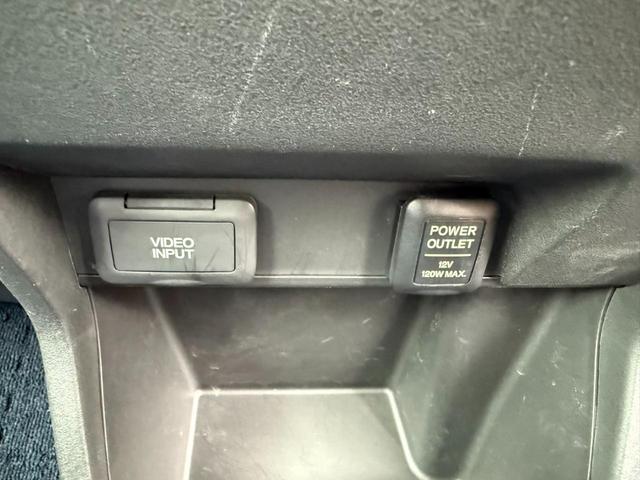 VIDEO
INPUT
POWER
OUTLET
12V
120W MAX.